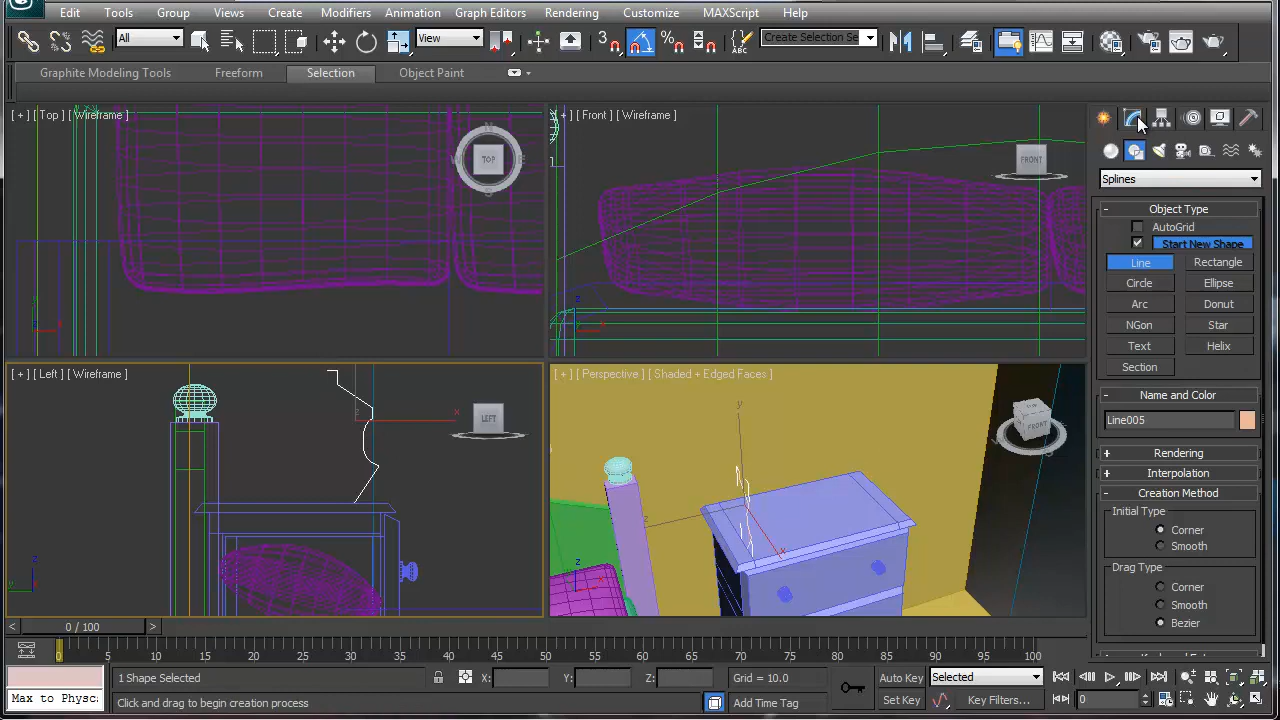 Edit Tools Group Views Create Modifiers Animation Graph Editors Rendering Customize MAXScript Help
All View 3 Create Selection Se
Graphite Modeling Tools Freeform Selection Object Paint
[ + ] [ Top ] [ Wireframe ]
TOP
[ + ] [ Front ] [ Wireframe ]
FRONT
[ + ] [ Left ] [ Wireframe ]
LEFT
[ + ] [ Perspective ] [ Shaded + Edged Faces ]
FRONT
Splines
- Object Type
AutoGrid
Start New Shape
Line Rectangle
Circle Ellipse
Arc Donut
NGon Star
Text Helix
Section
- Name and Color
Line005
+ Rendering
+ Interpolation
- Creation Method
Initial Type
Corner
Smooth
Drag Type
Corner
Smooth
Bezier
< 0 / 100 >
0 5 10 15 20 25 30 35 40 45 50 55 60 65 70 75 80 85 90 95 100
1 Shape Selected X: Y: Z: Grid = 10.0 Auto Key Selected
Max to Physc Click and drag to begin creation process Add Time Tag Set Key Key Filters... 0